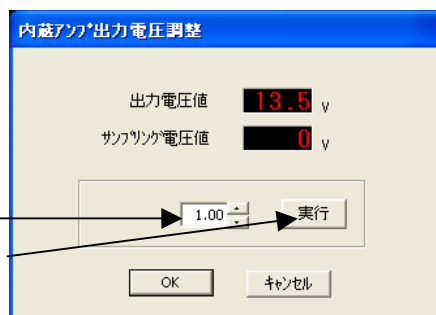 内蔵ｱﾝﾌﾟ出力電圧調整
出力電圧値 13.5 V
ｻﾝﾌﾟﾘﾝｸﾞ電圧値 0 V
1.00 実行
OK ｷｬﾝｾﾙ